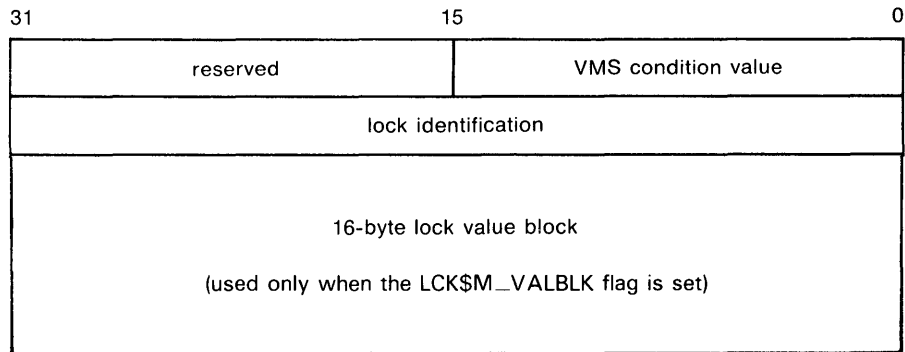 31 15 0
reserved VMS condition value
lock identification
16-byte lock value block
(used only when the LCK$M_VALBLK flag is set)